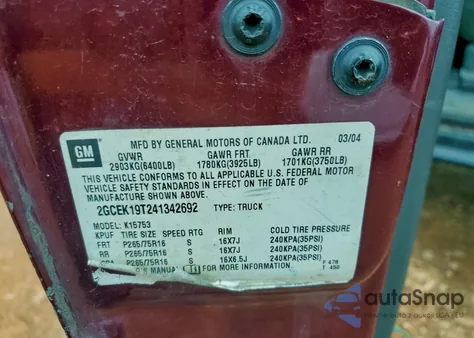 GM
MFD BY GENERAL MOTORS OF CANADA LTD. 03/04
GVWR GAWR FRT GAWR RR
2903KG(6400LB) 1780KG(3925LB) 1701KG(3750LB)
THIS VEHICLE CONFORMS TO ALL APPLICABLE U.S. FEDERAL MOTOR
VEHICLE SAFETY STANDARDS IN EFFECT ON THE DATE OF
MANUFACTURE SHOWN ABOVE.
2GCEK19T241342692 TYPE: TRUCK
MODEL: K15753
KPUF TIRE SIZE SPEED RTG RIM COLD TIRE PRESSURE
FRT P265/75R16 S 16X7J 240KPA(35PSI)
RR P265/75R16 S 16X7J 240KPA(35PSI)
P265/75R16 S 16X6.5J 240KPA(35PSI)
MANUAL FOR MORE INFORMATION.
F 478
T 450
autaSnap